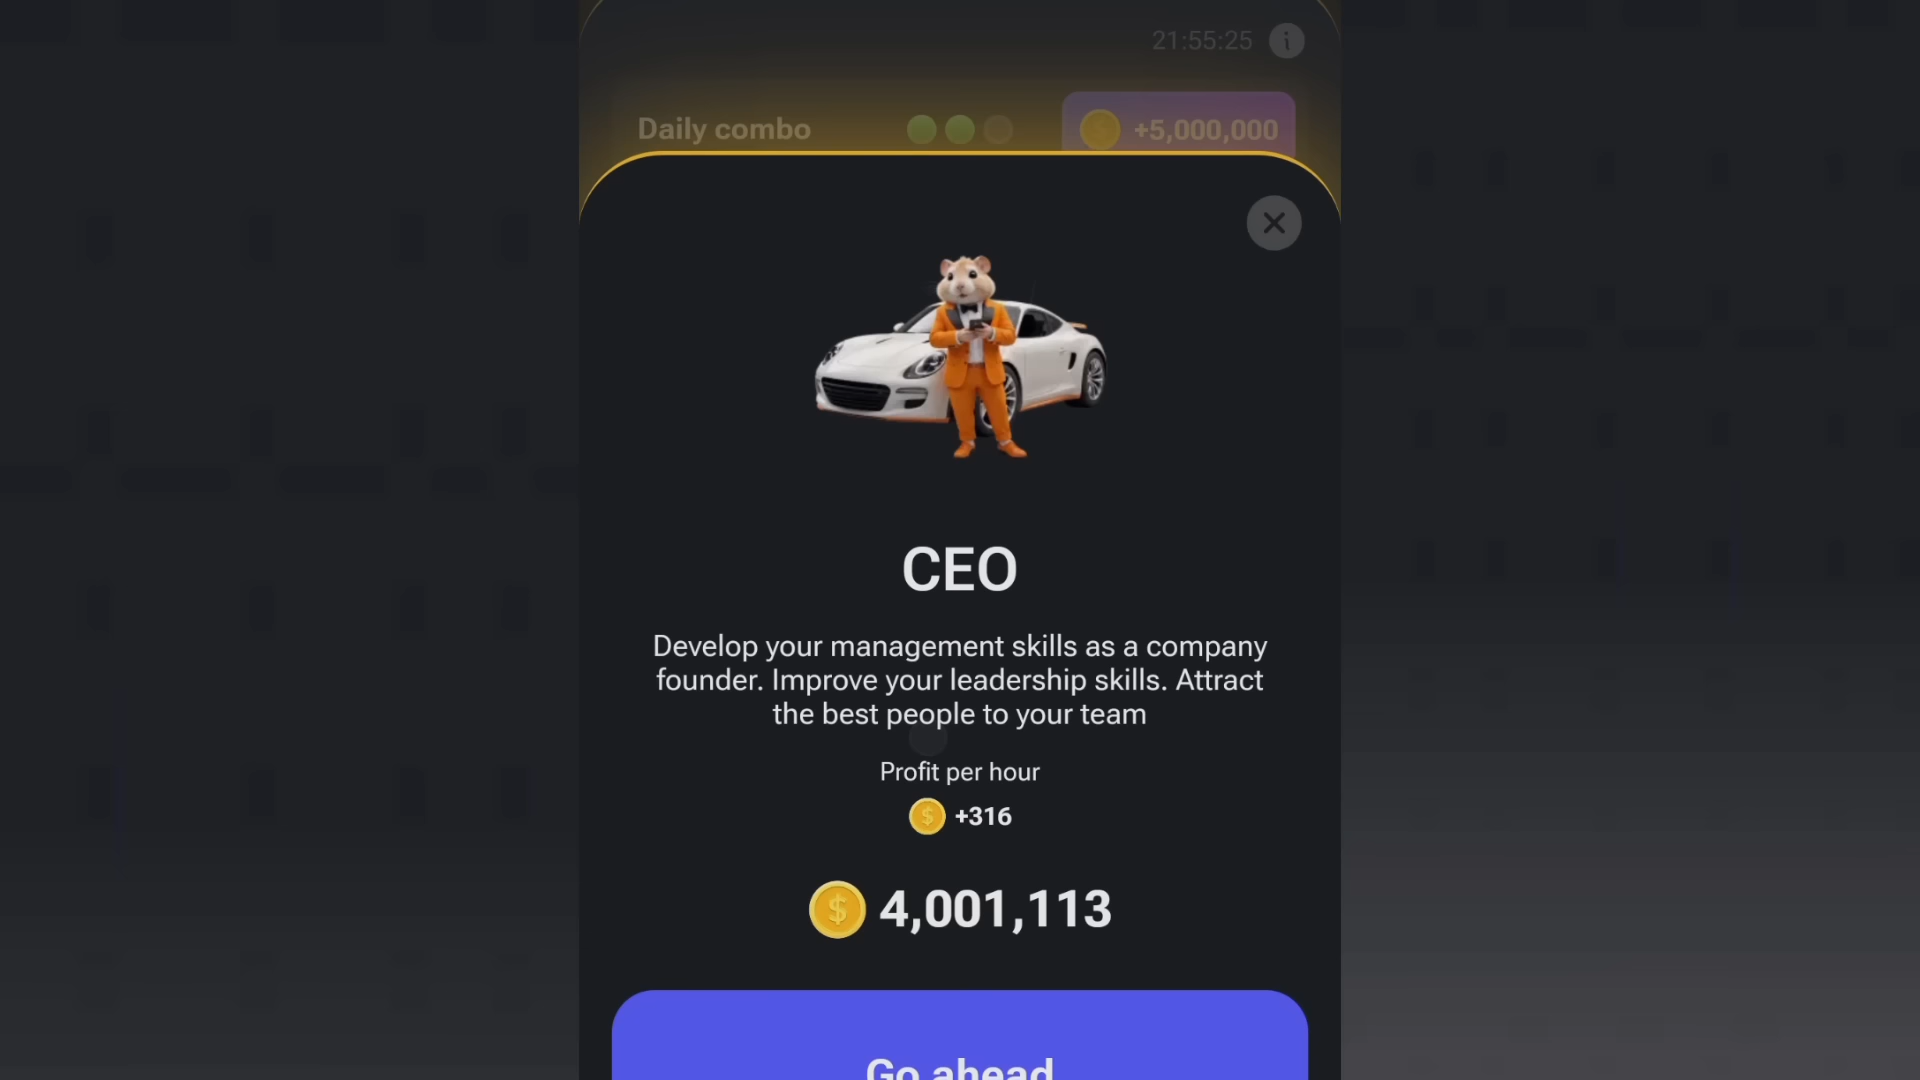 21:55:25
Daily combo
+5,000,000
CEO
Develop your management skills as a company
founder. Improve your leadership skills. Attract
the best people to your team
Profit per hour
+316
4,001,113
Go ahead